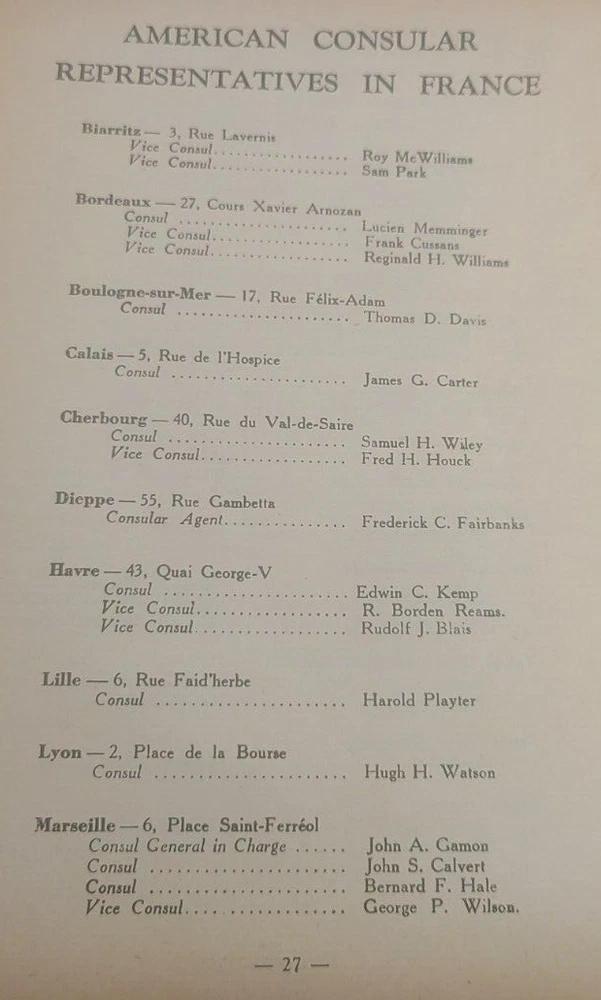 AMERICAN CONSULAR
REPRESENTATIVES IN FRANCE
Biarritz — 3, Rue Lavernis
Vice Consul.................. Roy McWilliams
Vice Consul.................. Sam Park
Bordeaux — 27, Cours Xavier Arnozan
Consul ...................... Lucien Memminger
Vice Consul.................. Frank Cussans
Vice Consul.................. Reginald H. Williams
Boulogne-sur-Mer — 17, Rue Félix-Adam
Consul ...................... Thomas D. Davis
Calais — 5, Rue de l'Hospice
Consul ...................... James G. Carter
Cherbourg — 40, Rue du Val-de-Saire
Consul ...................... Samuel H. Wiley
Vice Consul.................. Fred H. Houck
Dieppe — 55, Rue Gambetta
Consular Agent............... Frederick C. Fairbanks
Havre — 43, Quai George-V
Consul ...................... Edwin C. Kemp
Vice Consul.................. R. Borden Reams.
Vice Consul.................. Rudolf J. Blais
Lille — 6, Rue Faid'herbe
Consul ...................... Harold Playter
Lyon — 2, Place de la Bourse
Consul ...................... Hugh H. Watson
Marseille — 6, Place Saint-Ferréol
Consul General in Charge ...... John A. Gamon
Consul ...................... John S. Calvert
Consul ...................... Bernard F. Hale
Vice Consul.................. George P. Wilson.
— 27 —